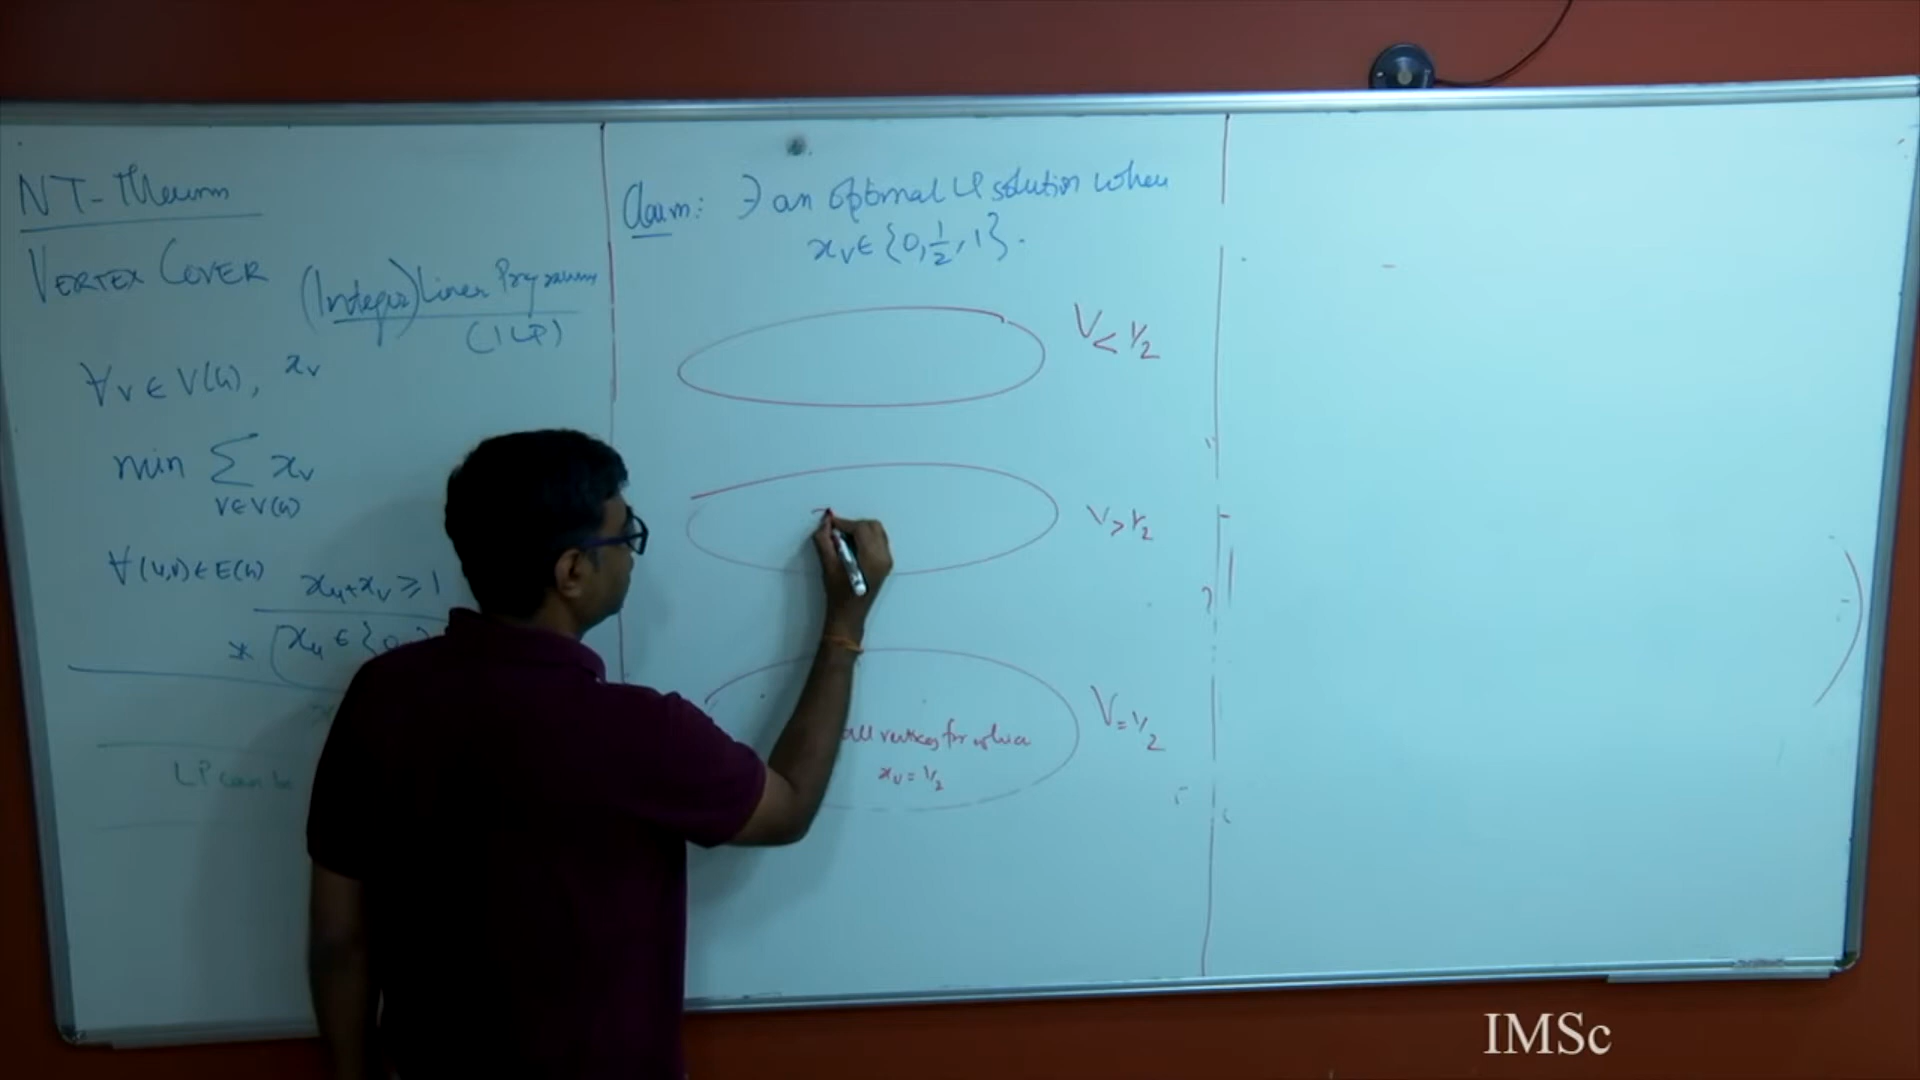 NT-Theorem
VERTEX COVER
(Integer) Linear Programm
(ILP)
∀v ∈ V(G), xᵥ
min ∑ xᵥ
v∈V(G)
∀(u,v)∈E(G)
xᵤ+xᵥ ≥ 1
* xᵤ ∈ {0,
LP can be
Claim: ∃ an optimal LP solution when
xᵥ ∈ {0, 1/2, 1}.
V < 1/2
V > 1/2
V = 1/2
all vertices for which
xᵥ = 1/2
IMSc